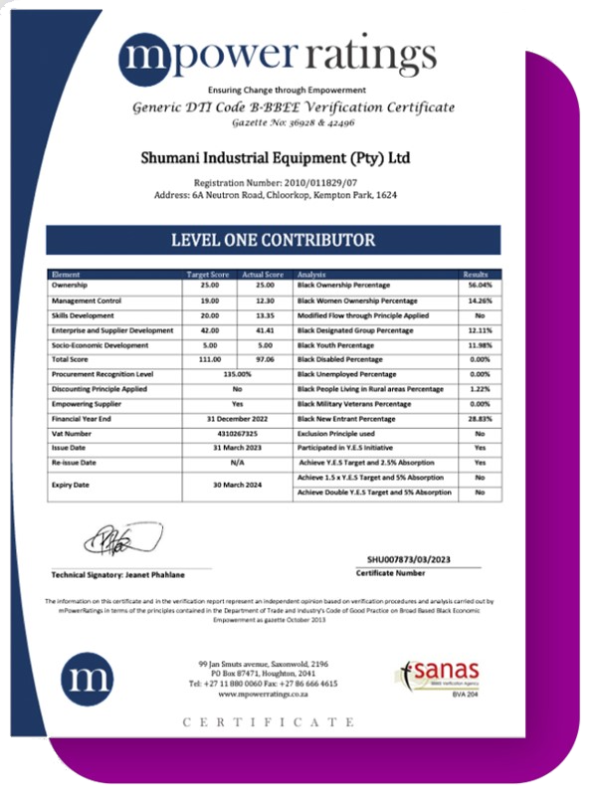 mpowerratings
Ensuring Change through Empowerment
Generic DTI Code B-BBEE Verification Certificate
Gazette No: 36928 & 42496
Shumani Industrial Equipment (Pty) Ltd
Registration Number: 2010/011829/07
Address: 6A Neutron Road, Chloorkop, Kempton Park, 1624
LEVEL ONE CONTRIBUTOR
Element Target Score Actual Score Analysis Results
Ownership 25.00 25.00 Black Ownership Percentage 56.04%
Management Control 19.00 12.30 Black Women Ownership Percentage 14.26%
Skills Development 20.00 13.35 Modified Flow through Principle Applied No
Enterprise and Supplier Development 42.00 41.41 Black Designated Group Percentage 12.11%
Socio-Economic Development 5.00 5.00 Black Youth Percentage 11.98%
Total Score 111.00 97.06 Black Disabled Percentage 0.00%
Procurement Recognition Level 135.00% Black Unemployed Percentage 0.00%
Discounting Principle Applied No Black People Living in Rural areas Percentage 1.22%
Empowering Supplier Yes Black Military Veterans Percentage 0.00%
Financial Year End 31 December 2022 Black New Entrant Percentage 28.83%
Vat Number 4310267325 Exclusion Principle used No
Issue Date 31 March 2023 Participated in Y.E.S Initiative Yes
Re-issue Date N/A Achieve Y.E.S Target and 2.5% Absorption Yes
Expiry Date 30 March 2024 Achieve 1.5 x Y.E.S Target and 5% Absorption No
Achieve Double Y.E.S Target and 5% Absorption No
SHU007873/03/2023
Technical Signatory: Jeanet Phahlane Certificate Number
The information on this certificate and in the verification report represent an independent opinion based on verification procedures and analysis carried out by
mPowerRatings in terms of the principles contained in the Department of Trade and Industry's Code of Good Practice on Broad Based Black Economic
Empowerment as gazette October 2013
m
99 Jan Smuts avenue, Saxonwold, 2196
PO Box 87471, Houghton, 2041
Tel: +27 11 880 0060 Fax: +27 86 666 4615
www.mpowerratings.co.za
sanas
BVA 204
CERTIFICATE